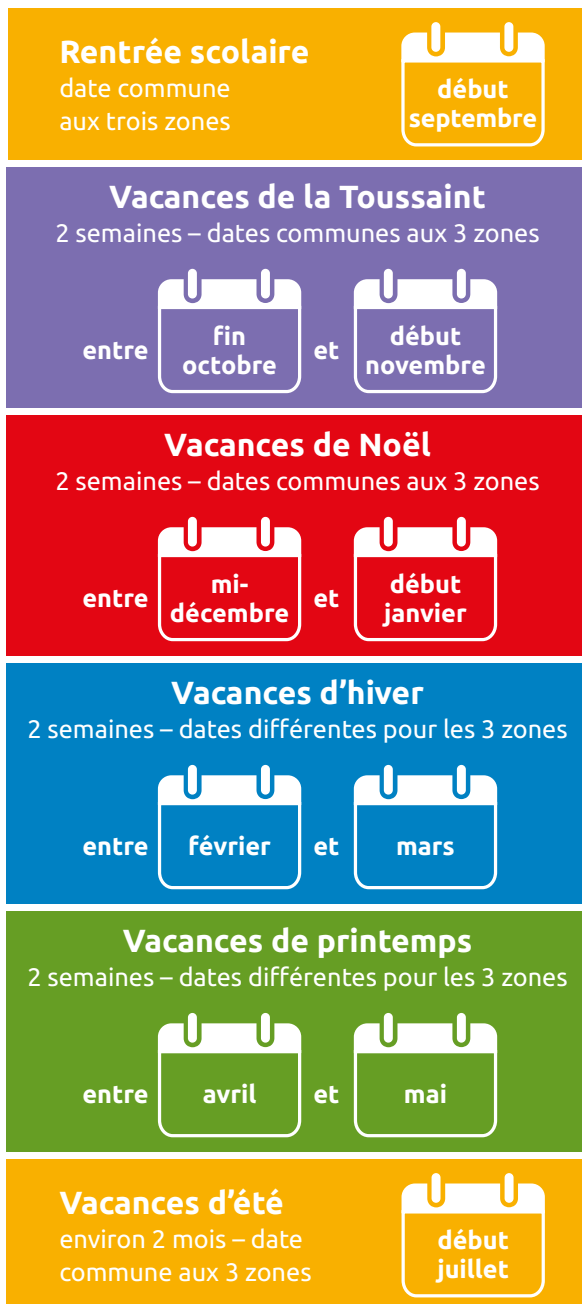 Rentrée scolaire
date commune
aux trois zones
début
septembre
Vacances de la Toussaint
2 semaines – dates communes aux 3 zones
entre
fin
octobre
et
début
novembre
Vacances de Noël
2 semaines – dates communes aux 3 zones
entre
mi-
décembre
et
début
janvier
Vacances d’hiver
2 semaines – dates différentes pour les 3 zones
entre
février
et
mars
Vacances de printemps
2 semaines – dates différentes pour les 3 zones
entre
avril
et
mai
Vacances d’été
environ 2 mois – date
commune aux 3 zones
début
juillet